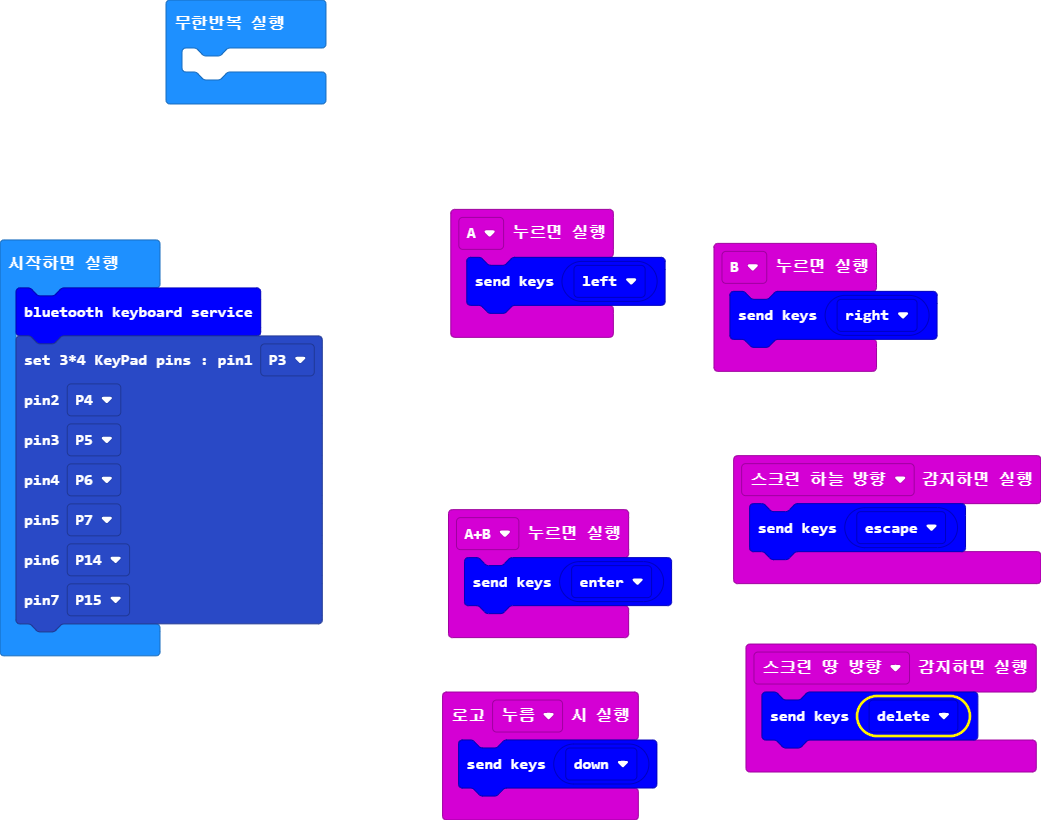 무한반복 실행
시작하면 실행
bluetooth keyboard service
set 3*4 KeyPad pins : pin1 P3
pin2 P4
pin3 P5
pin4 P6
pin5 P7
pin6 P14
pin7 P15
A 누르면 실행
send keys left
B 누르면 실행
send keys right
A+B 누르면 실행
send keys enter
스크린 하늘 방향 감지하면 실행
send keys escape
로고 누름 시 실행
send keys down
스크린 땅 방향 감지하면 실행
send keys delete